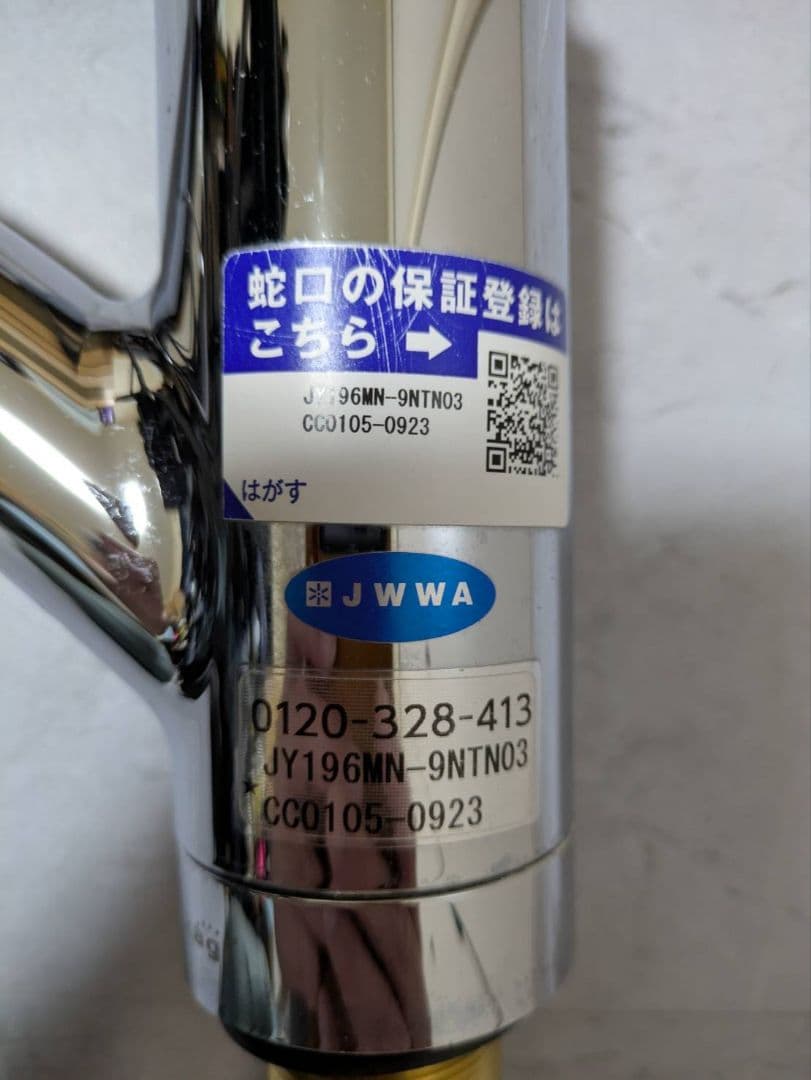 蛇口の保証登録は
こちら ➡
JY196MN-9NTN03
CC0105-0923
はがす
JWWA
0120-328-413
JY196MN-9NTN03
CC0105-0923